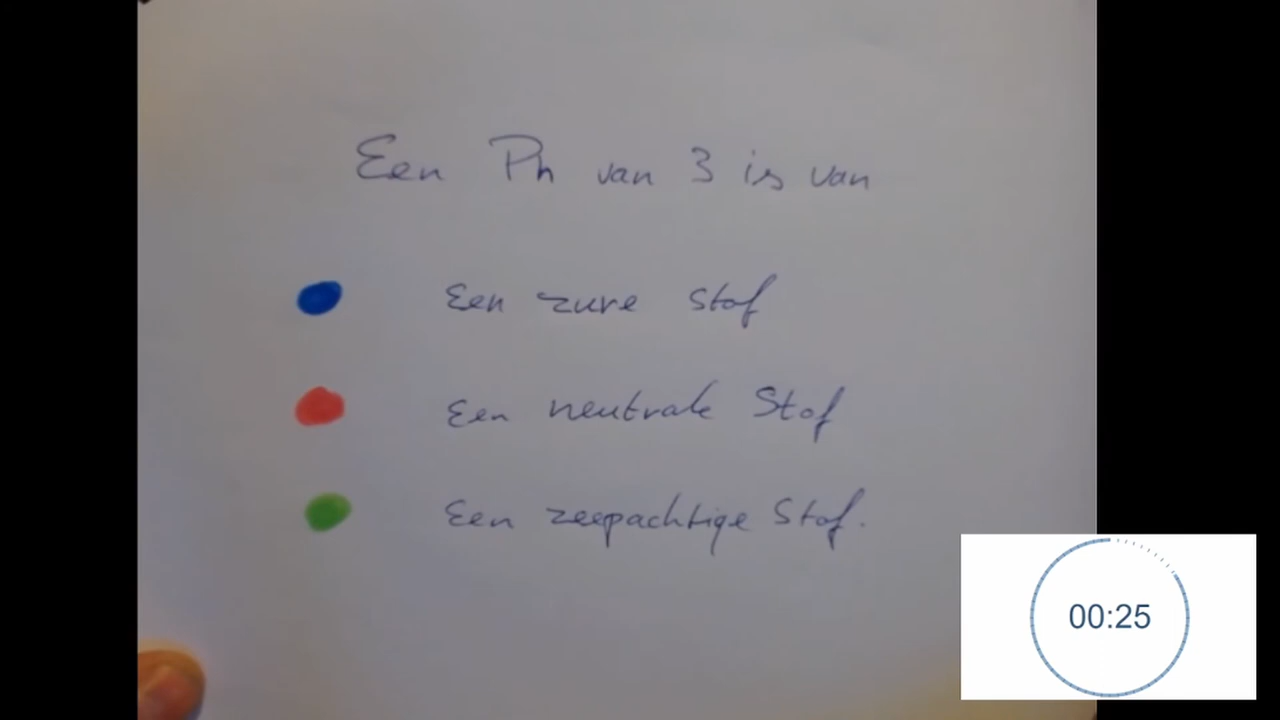 Een Ph van 3 is van
Een zure stof
Een neutrale Stof
Een zeepachtige Stof.
00:25